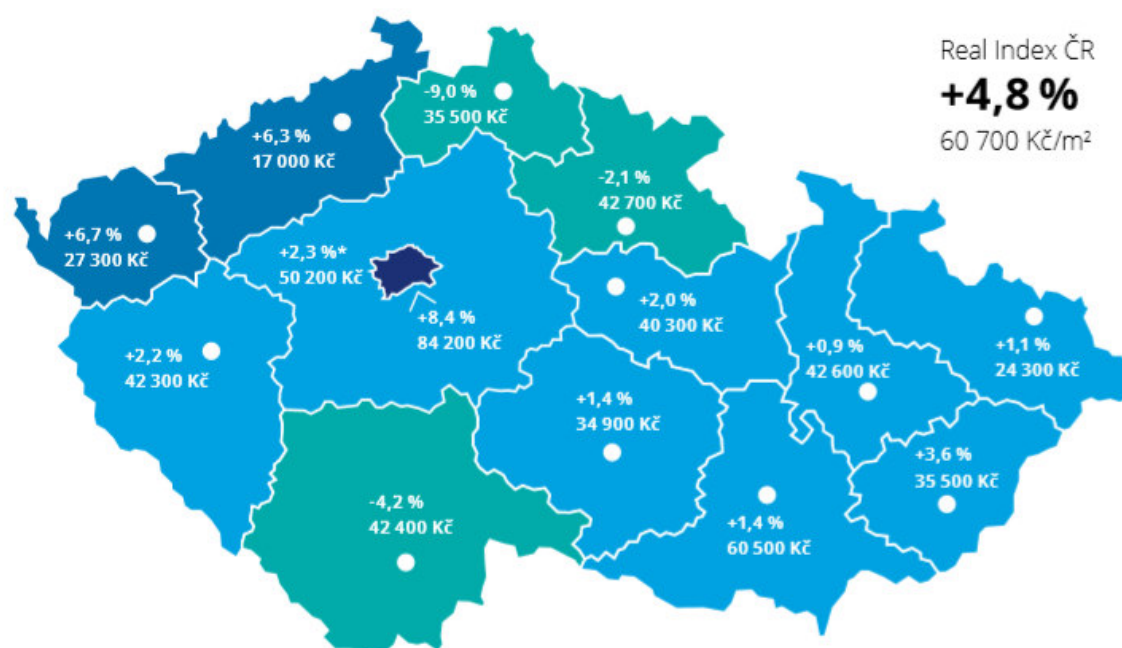 Real Index ČR
+4,8 %
60 700 Kč/m²
-9,0 %
35 500 Kč
+6,3 %
17 000 Kč
-2,1 %
42 700 Kč
+6,7 %
27 300 Kč
+2,3 %*
50 200 Kč
+8,4 %
84 200 Kč
+2,0 %
40 300 Kč
+2,2 %
42 300 Kč
+0,9 %
42 600 Kč
+1,1 %
24 300 Kč
+1,4 %
34 900 Kč
+3,6 %
35 500 Kč
-4,2 %
42 400 Kč
+1,4 %
60 500 Kč